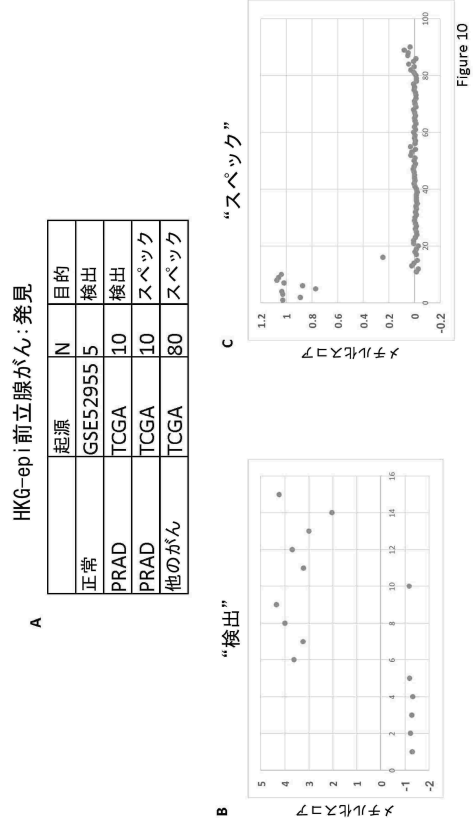 HKG-epi 前立腺がん:発見
A
起源 N 目的
正常 GSE52955 5 検出
PRAD TCGA 10 検出
PRAD TCGA 10 スペック
他のがん TCGA 80 スペック
B
“検出”
メチル化スコア
5
4
3
2
1
0
-1
-2
0 2 4 6 8 10 12 14 16
C
“スペック”
メチル化スコア
1.2
1
0.8
0.6
0.4
0.2
0
-0.2
0 20 40 60 80 100
Figure 10